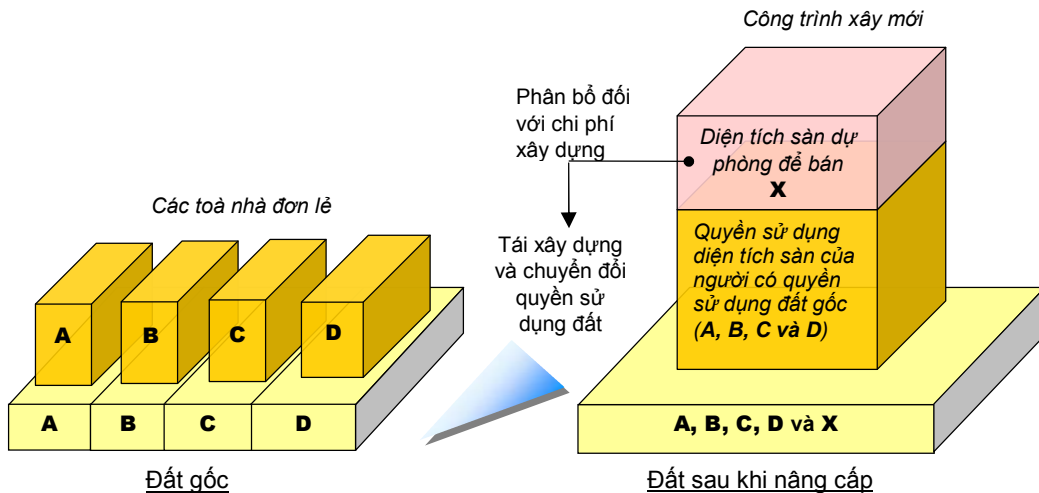 Công trình xây mới
Phân bổ đối
với chi phí
xây dựng
Diện tích sàn dự
phòng để bán
X
Các toà nhà đơn lẻ
Quyền sử dụng
diện tích sàn của
người có quyền
sử dụng đất gốc
(A, B, C và D)
Tái xây dựng
và chuyển đổi
quyền sử
dụng đất
A
B
C
D
A
B
C
D
A, B, C, D và X
Đất gốc
Đất sau khi nâng cấp